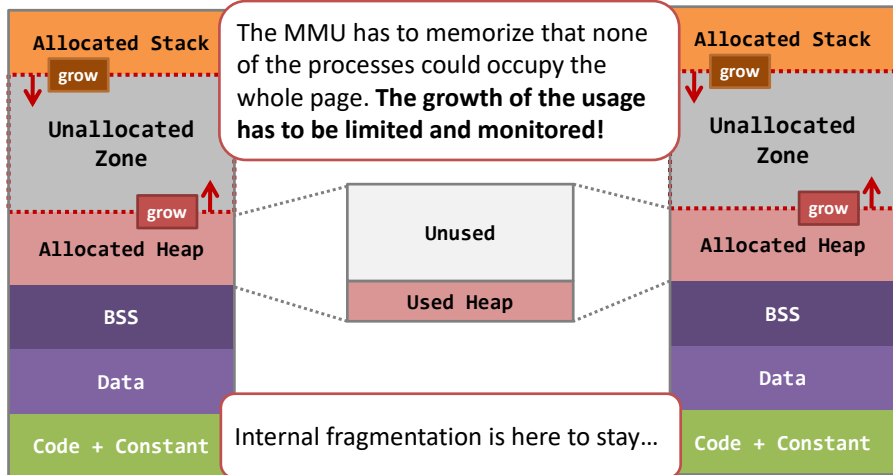 Allocated Stack
grow
Unallocated
Zone
grow
Allocated Heap
BSS
Data
Code + Constant
The MMU has to memorize that none
of the processes could occupy the
whole page. The growth of the usage
has to be limited and monitored!
Unused
Used Heap
Internal fragmentation is here to stay…
Allocated Stack
grow
Unallocated
Zone
grow
Allocated Heap
BSS
Data
Code + Constant